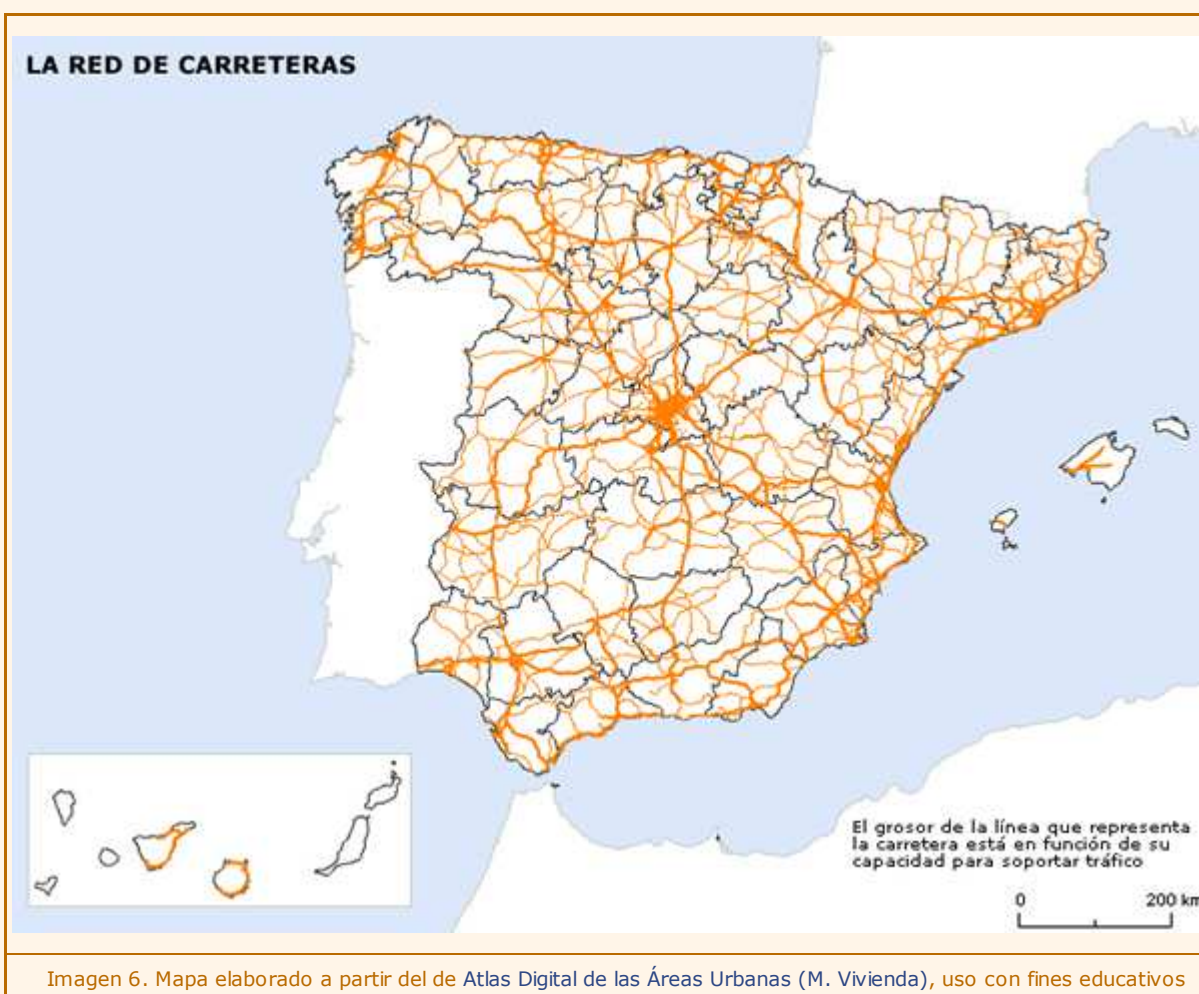 LA RED DE CARRETERAS
El grosor de la línea que representa
la carretera está en función de su
capacidad para soportar tráfico
0 200 km
Imagen 6. Mapa elaborado a partir del de Atlas Digital de las Áreas Urbanas (M. Vivienda), uso con fines educativos